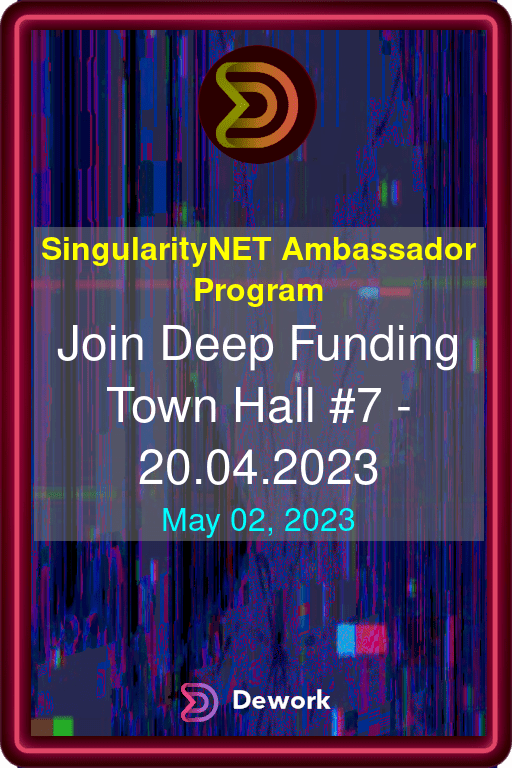 SingularityNET Ambassador
Program
Join Deep Funding
Town Hall #7 -
20.04.2023
May 02, 2023
Dework